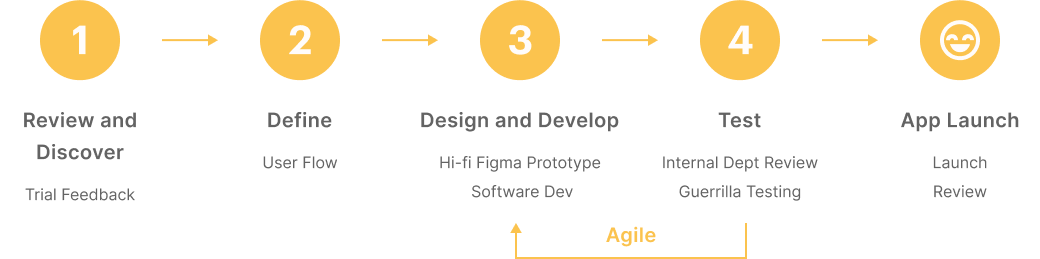 1
2
3
4
Review and
Discover
Trial Feedback
Define
User Flow
Design and Develop
Hi-fi Figma Prototype
Software Dev
Test
Internal Dept Review
Guerrilla Testing
App Launch
Launch
Review
Agile